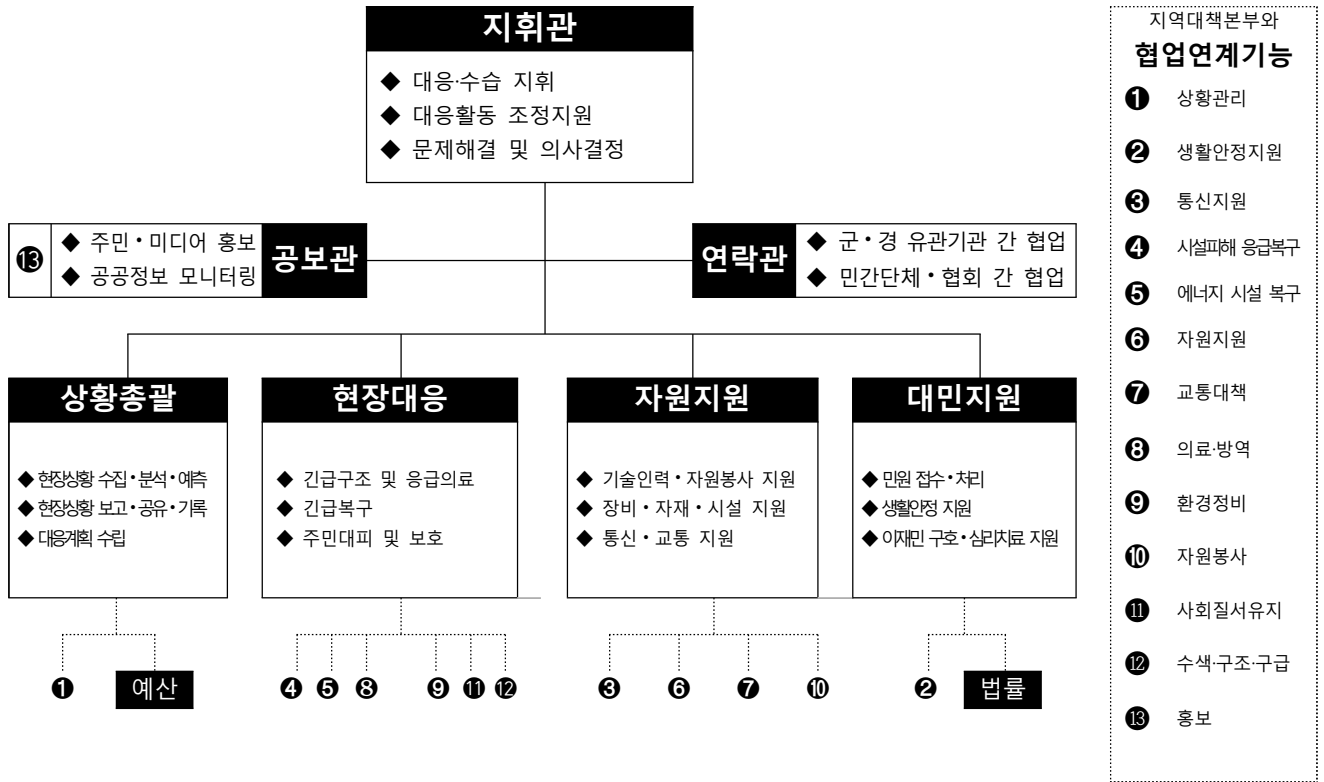 지휘관
◆ 대응·수습 지휘
◆ 대응활동 조정지원
◆ 문제해결 및 의사결정
⓭
◆ 주민•미디어 홍보
◆ 공공정보 모니터링
공보관
연락관
◆ 군•경 유관기관 간 협업
◆ 민간단체•협회 간 협업
상황총괄
◆ 현장상황 수집•분석•예측
◆ 현장상황 보고•공유•기록
◆ 대응계획 수립
❶ 예산
현장대응
◆ 긴급구조 및 응급의료
◆ 긴급복구
◆ 주민대피 및 보호
❹ ❺ ❽ ❾ ⓫ ⓬
자원지원
◆ 기술인력•자원봉사 지원
◆ 장비•자재•시설 지원
◆ 통신•교통 지원
❸ ❻ ❼ ❿
대민지원
◆ 민원 접수•처리
◆ 생활안정 지원
◆ 이재민 구호•심리치료 지원
❷ 법률
지역대책본부와
협업연계기능
❶ 상황관리
❷ 생활안정지원
❸ 통신지원
❹ 시설피해 응급복구
❺ 에너지 시설 복구
❻ 자원지원
❼ 교통대책
❽ 의료·방역
❾ 환경정비
❿ 자원봉사
⓫ 사회질서유지
⓬ 수색·구조·구급
⓭ 홍보